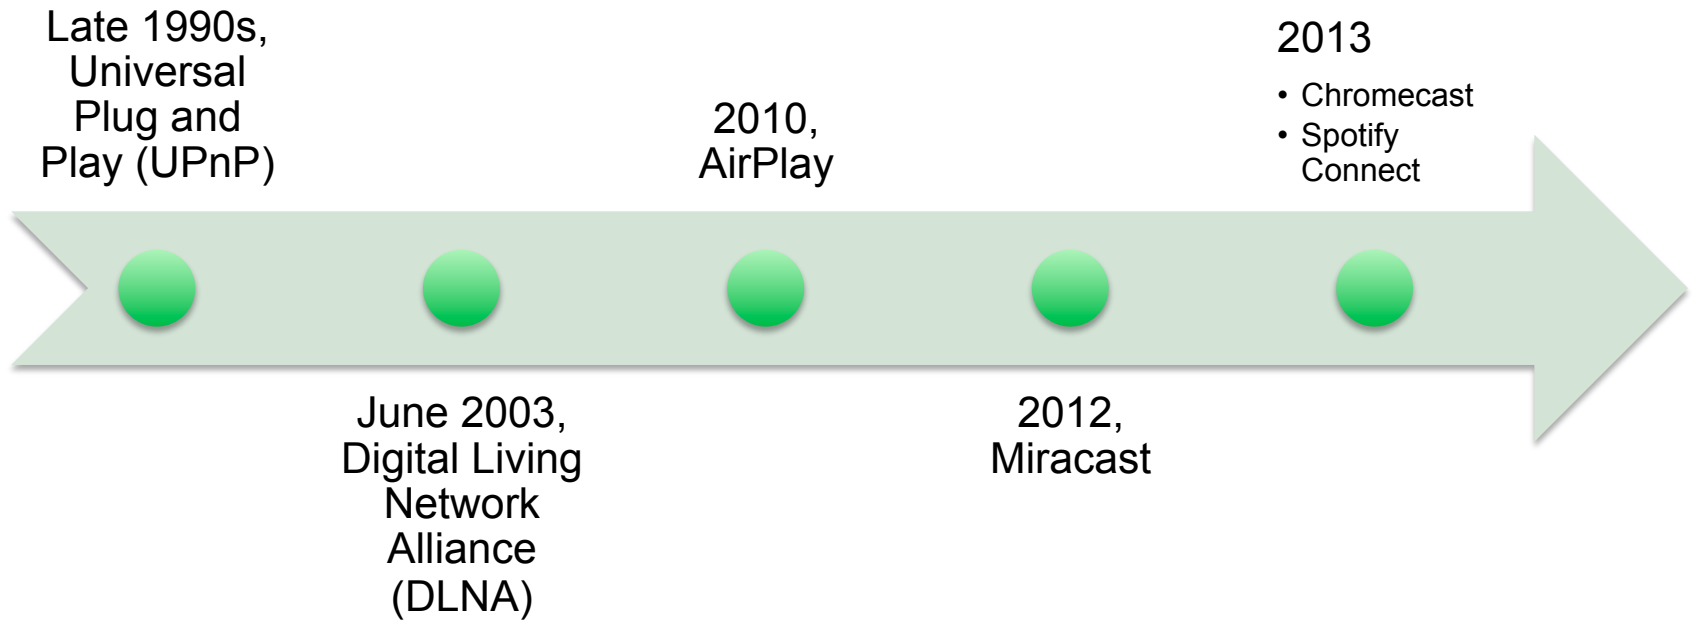 Late 1990s,
Universal
Plug and
Play (UPnP)
June 2003,
Digital Living
Network
Alliance
(DLNA)
2010,
AirPlay
2012,
Miracast
2013
• Chromecast
• Spotify
Connect